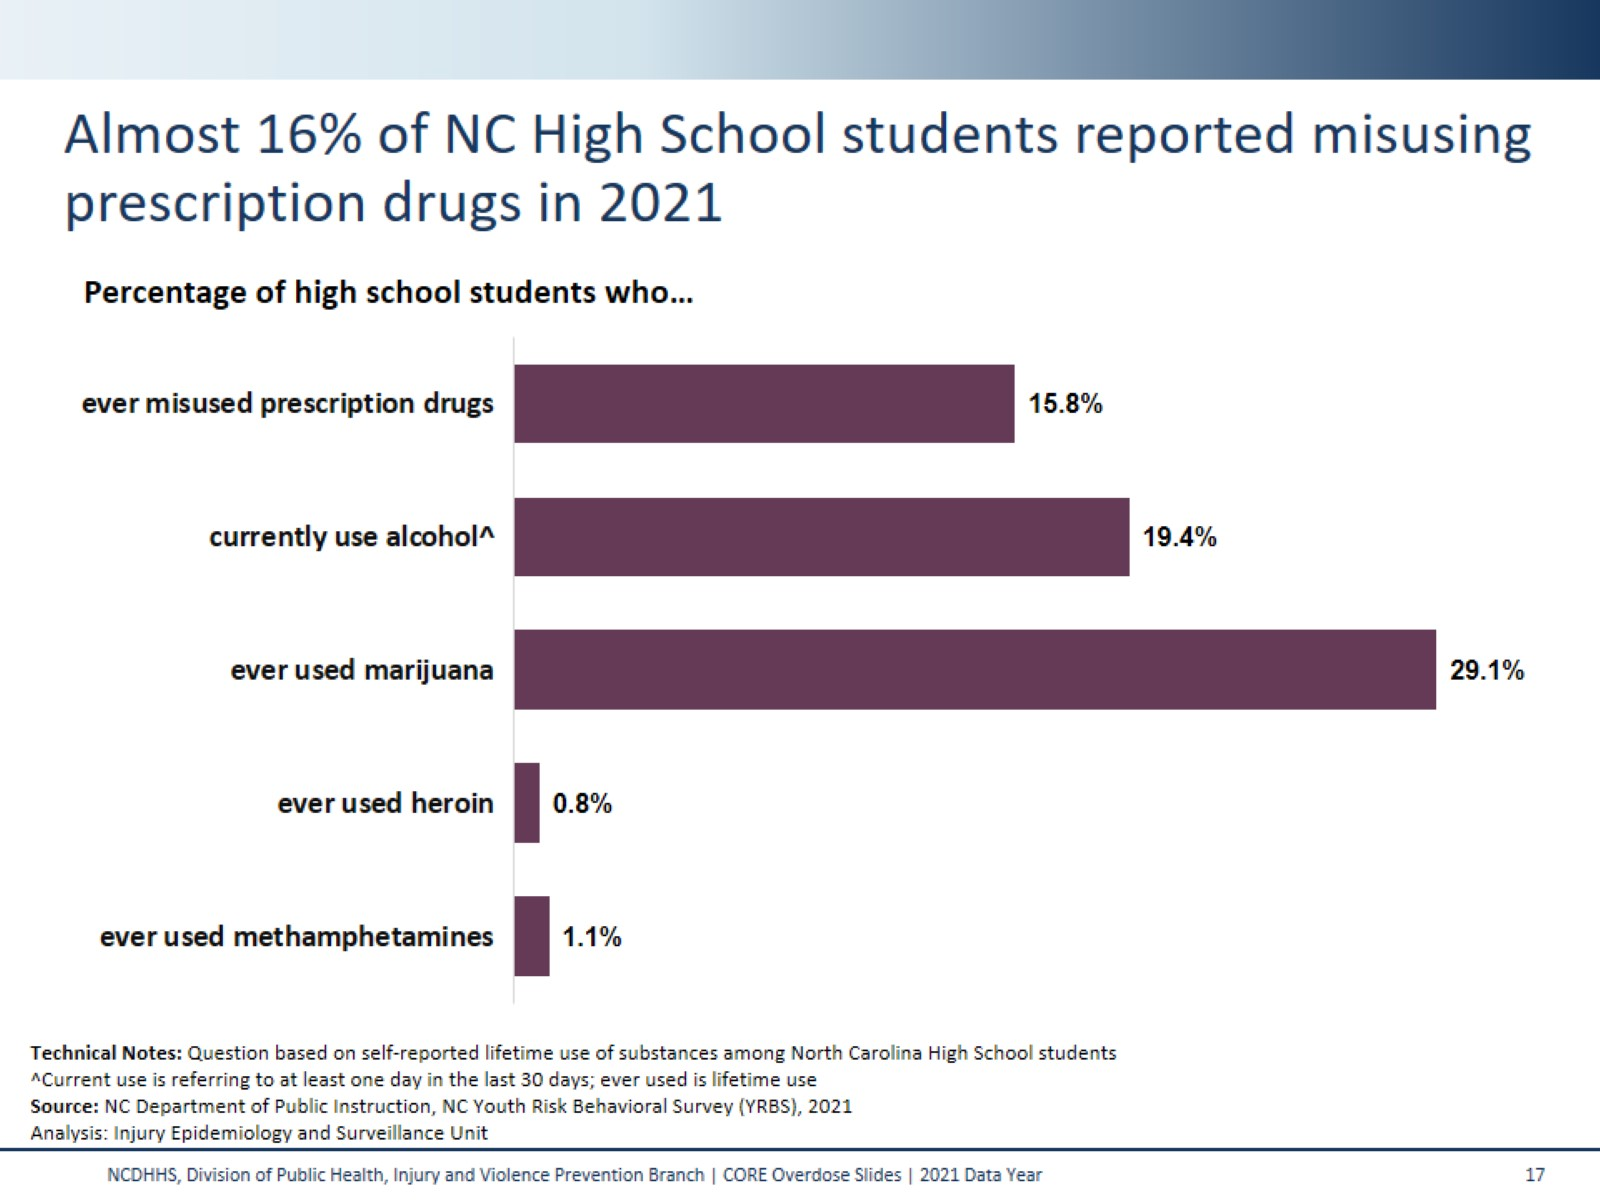 Almost 16% of NC High School students reported misusing
prescription drugs in 2021
Percentage of high school students who...
ever misused prescription drugs 15.8%
currently use alcohol^ 19.4%
ever used marijuana 29.1%
ever used heroin 0.8%
ever used methamphetamines 1.1%
Technical Notes: Question based on self-reported lifetime use of substances among North Carolina High School students
^Current use is referring to at least one day in the last 30 days; ever used is lifetime use
Source: NC Department of Public Instruction, NC Youth Risk Behavioral Survey (YRBS), 2021
Analysis: Injury Epidemiology and Surveillance Unit
NCDHHS, Division of Public Health, Injury and Violence Prevention Branch | CORE Overdose Slides | 2021 Data Year 17